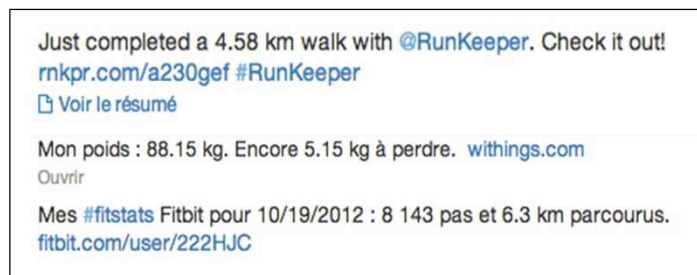 Just completed a 4.58 km walk with @RunKeeper. Check it out!
rnkpr.com/a230gef #RunKeeper
Voir le résumé
Mon poids : 88.15 kg. Encore 5.15 kg à perdre. withings.com
Ouvrir
Mes #fitstats Fitbit pour 10/19/2012 : 8 143 pas et 6.3 km parcourus.
fitbit.com/user/222HJC